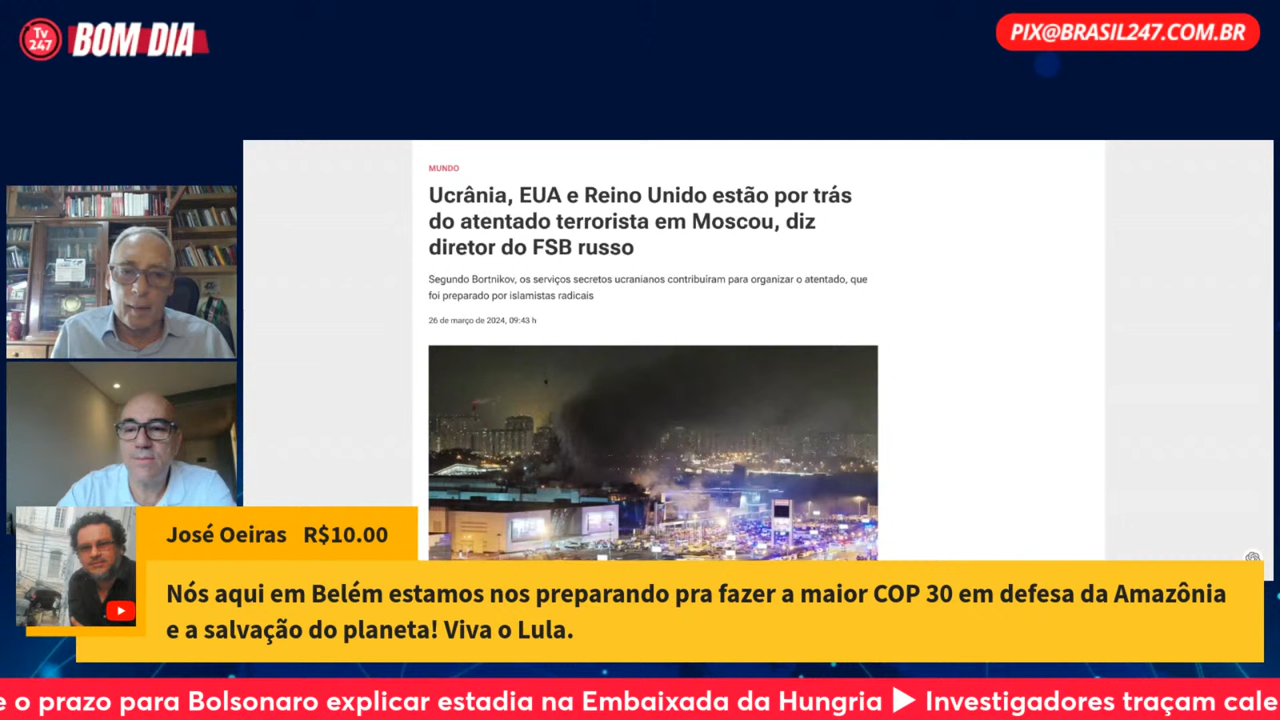 Tv 247
BOM DIA
PIX@BRASIL247.COM.BR
MUNDO
Ucrânia, EUA e Reino Unido estão por trás
do atentado terrorista em Moscou, diz
diretor do FSB russo
Segundo Bortnikov, os serviços secretos ucranianos contribuíram para organizar o atentado, que
foi preparado por islamistas radicais
26 de março de 2024, 09:43 h
José Oeiras R$10.00
Nós aqui em Belém estamos nos preparando pra fazer a maior COP 30 em defesa da Amazônia
e a salvação do planeta! Viva o Lula.
e o prazo para Bolsonaro explicar estadia na Embaixada da Hungria ▶ Investigadores traçam cale